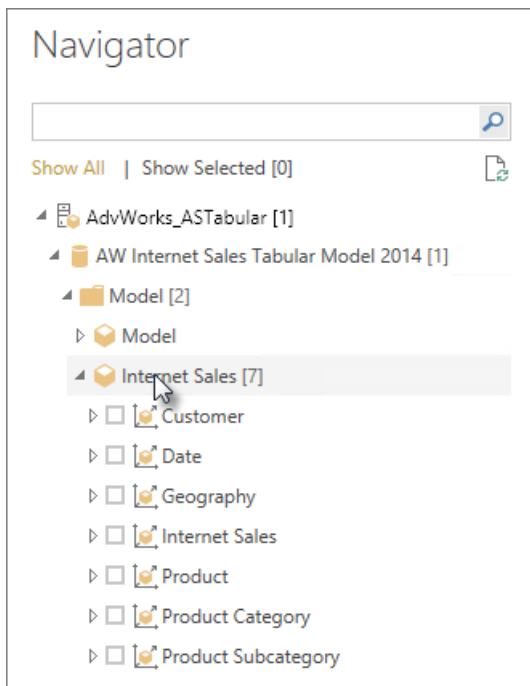 Navigator
Show All | Show Selected [0]
AdvWorks_ASTabular [1]
AW Internet Sales Tabular Model 2014 [1]
Model [2]
Model
Internet Sales [7]
Customer
Date
Geography
Internet Sales
Product
Product Category
Product Subcategory